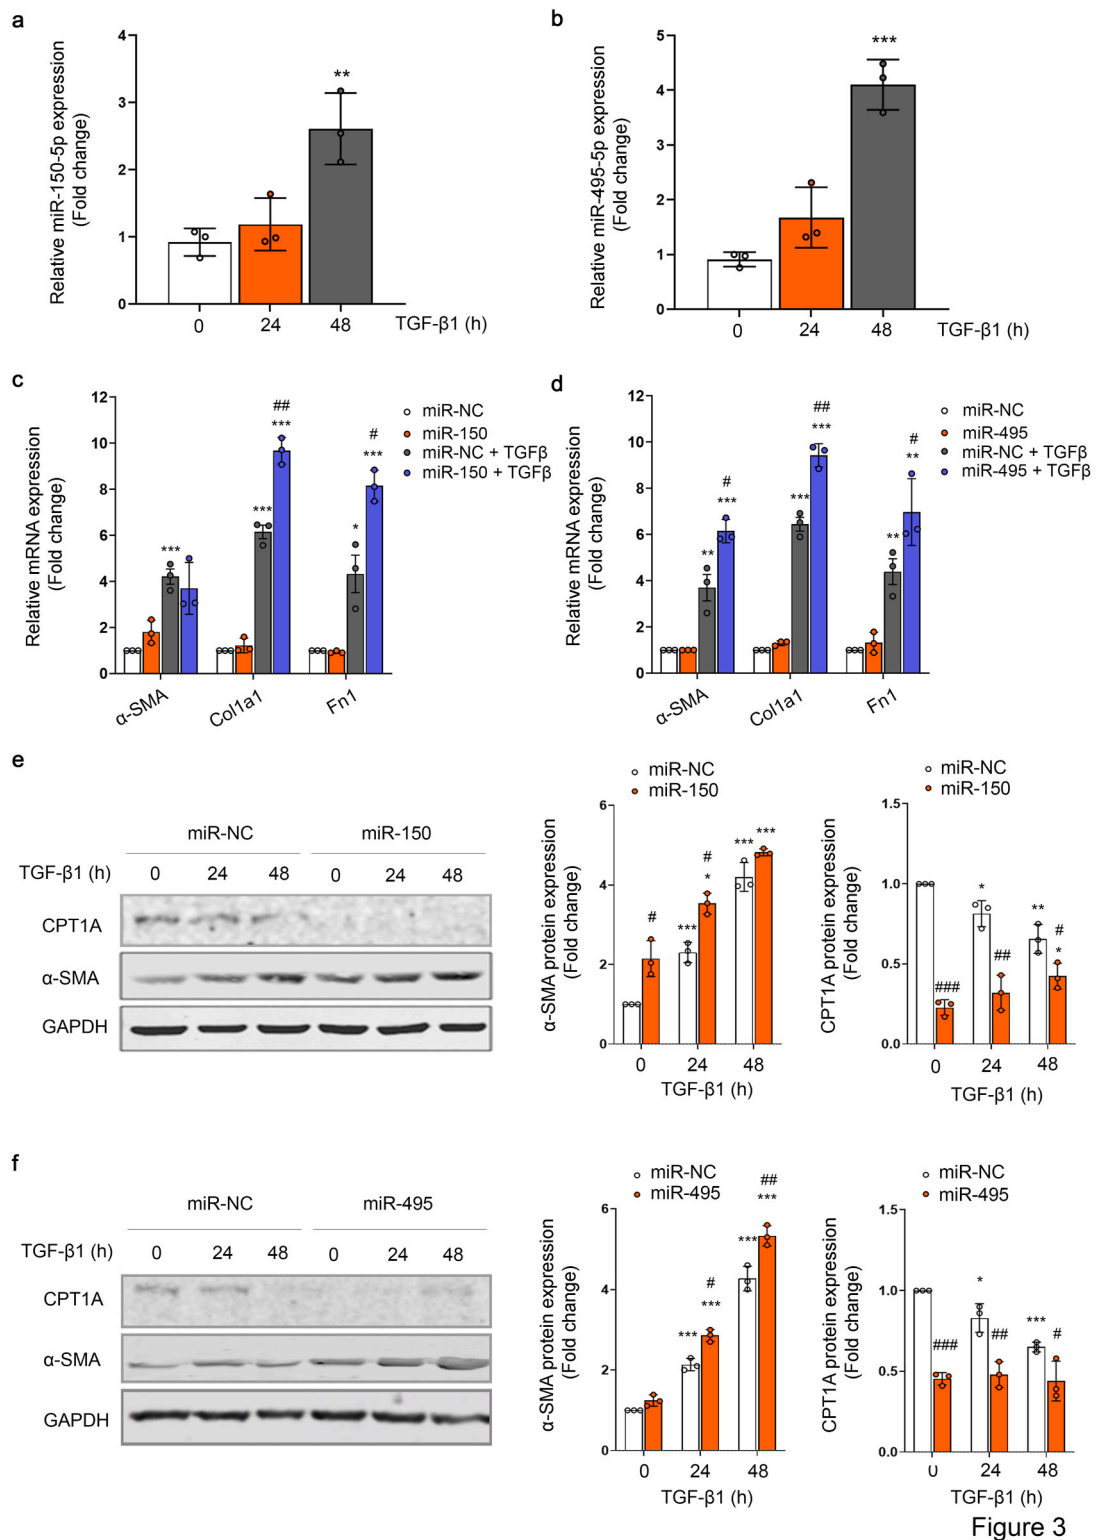 a
Relative miR-150-5p expression
(Fold change)
4
3
2
1
0
**
0 24 48 TGF-β1 (h)
b
Relative miR-495-5p expression
(Fold change)
5
4
3
2
1
0
***
0 24 48 TGF-β1 (h)
c
Relative mRNA expression
(Fold change)
12
10
8
6
4
2
0
***
***
##
***
*
#
***
α-SMA Col1a1 Fn1
miR-NC
miR-150
miR-NC + TGFβ
miR-150 + TGFβ
d
Relative mRNA expression
(Fold change)
12
10
8
6
4
2
0
**
#
***
***
##
***
**
#
**
α-SMA Col1a1 Fn1
miR-NC
miR-495
miR-NC + TGFβ
miR-495 + TGFβ
e
miR-NC miR-150
TGF-β1 (h) 0 24 48 0 24 48
CPT1A
α-SMA
GAPDH
miR-NC
miR-150
α-SMA protein expression
(Fold change)
6
4
2
0
#
***
#
*
***
***
0 24 48
TGF-β1 (h)
miR-NC
miR-150
CPT1A protein expression
(Fold change)
1.5
1.0
0.5
0.0
###
*
##
**
#
*
0 24 48
TGF-β1 (h)
f
miR-NC miR-495
TGF-β1 (h) 0 24 48 0 24 48
CPT1A
α-SMA
GAPDH
miR-NC
miR-495
α-SMA protein expression
(Fold change)
6
4
2
0
***
#
***
***
##
***
0 24 48
TGF-β1 (h)
miR-NC
miR-495
CPT1A protein expression
(Fold change)
1.5
1.0
0.5
0.0
###
*
##
***
#
0 24 48
TGF-β1 (h)
Figure 3